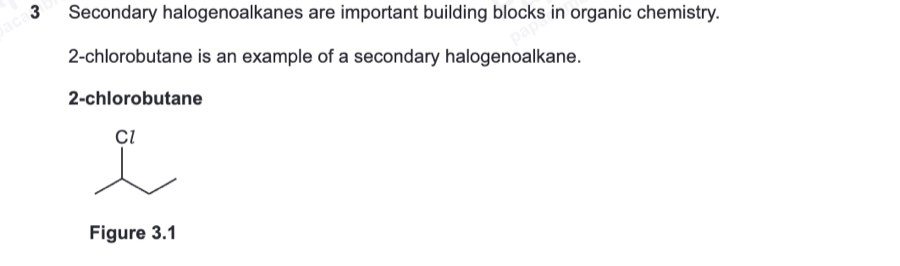 3 Secondary halogenoalkanes are important building blocks in organic chemistry.
2-chlorobutane is an example of a secondary halogenoalkane.
2-chlorobutane
Cl
Figure 3.1